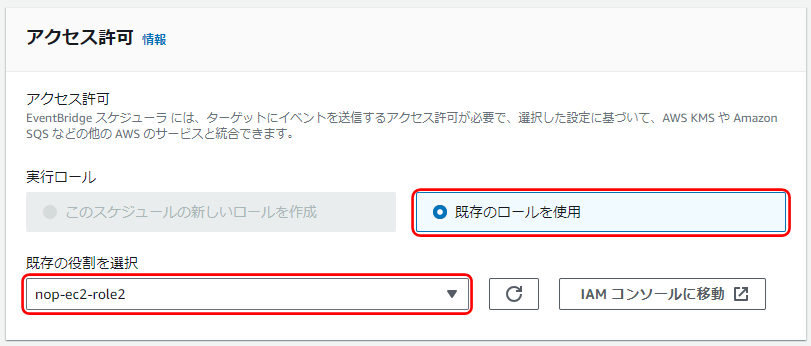 アクセス許可 情報
アクセス許可
EventBridge スケジューラ には、ターゲットにイベントを送信するアクセス許可が必要で、選択した設定に基づいて、AWS KMS や Amazon
SQS などの他の AWS のサービスと統合できます。
実行ロール
このスケジュールの新しいロールを作成 既存のロールを使用
既存の役割を選択
nop-ec2-role2 IAM コンソールに移動